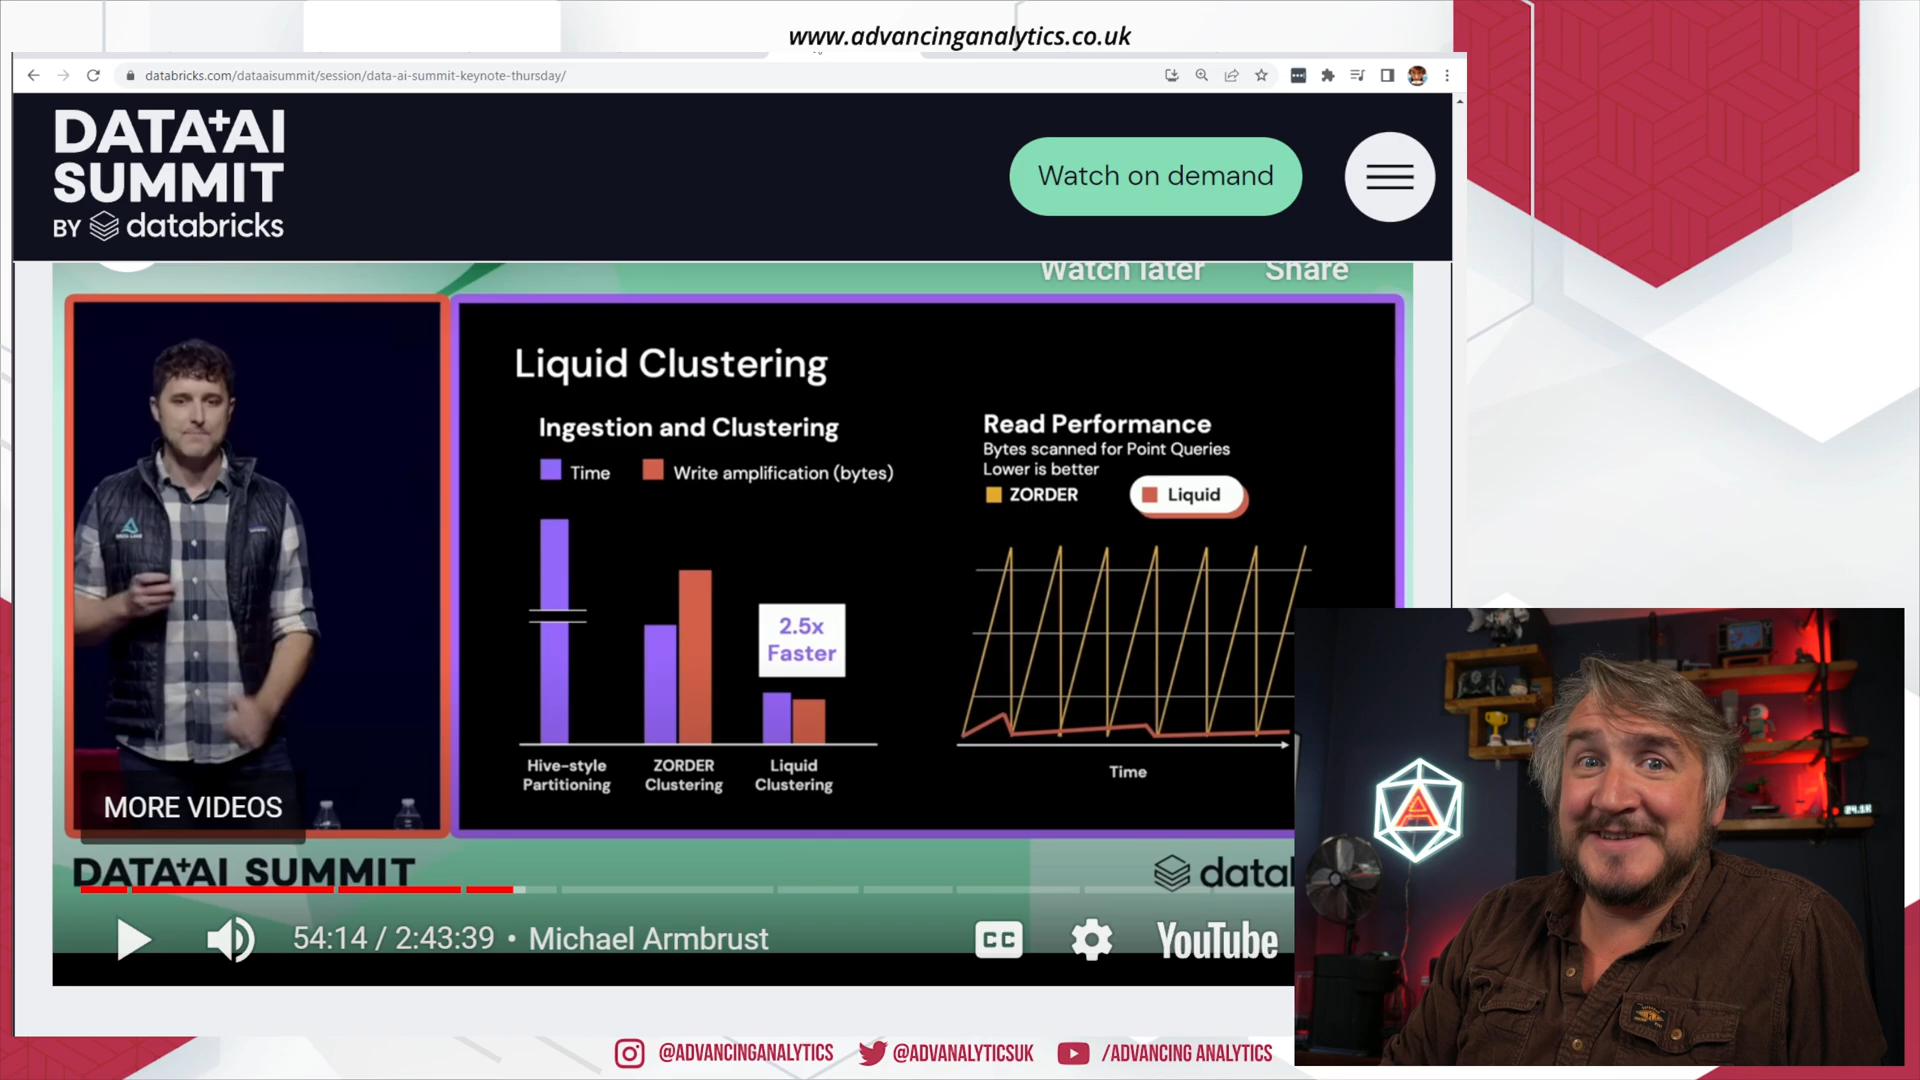 www.advancinganalytics.co.uk
databricks.com/dataaisummit/session/data-ai-summit-keynote-thursday/
DATA+AI
SUMMIT
BY databricks
Watch on demand
Watch later
Share
Liquid Clustering
Ingestion and Clustering
Time
Write amplification (bytes)
2.5x
Faster
Hive-style
Partitioning
ZORDER
Clustering
Liquid
Clustering
Read Performance
Bytes scanned for Point Queries
Lower is better
ZORDER
Liquid
Time
MORE VIDEOS
DATA+AI SUMMIT
54:14 / 2:43:39 • Michael Armbrust
CC
YouTube
@ADVANCINGANALYTICS
@ADVANALYTICSUK
/ADVANCING ANALYTICS